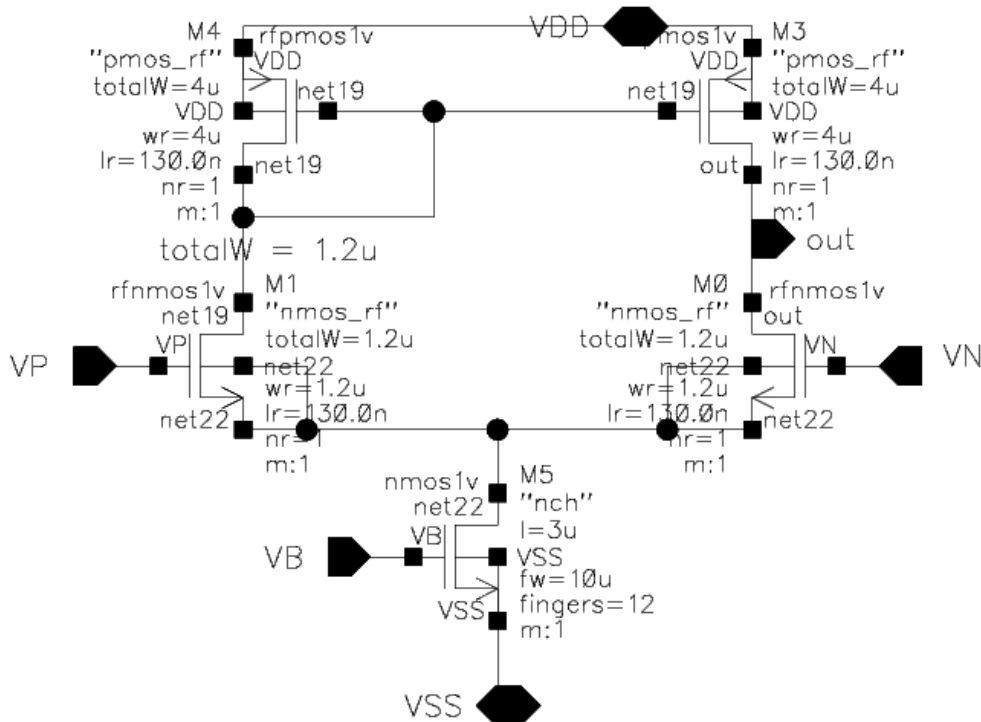 M4
rfpmos1v
VDD
pmos1v
M3
"pmos_rf"
VDD
VDD
"pmos_rf"
totalW=4u
net19
net19
totalW=4u
VDD
VDD
wr=4u
wr=4u
lr=130.0n
net19
out
lr=130.0n
nr=1
nr=1
m:1
m:1
totalW = 1.2u
out
rfnmos1v
M1
M0
rfnmos1v
net19
"nmos_rf"
"nmos_rf"
out
VP
VP
totalW=1.2u
totalW=1.2u
VN
VN
net22
net22
wr=1.2u
wr=1.2u
net22
lr=130.0n
lr=130.0n
net22
nr=1
nr=1
m:1
m:1
nmos1v
M5
net22
"nch"
VB
VB
l=3u
VSS
fw=10u
VSS
fingers=12
m:1
VSS